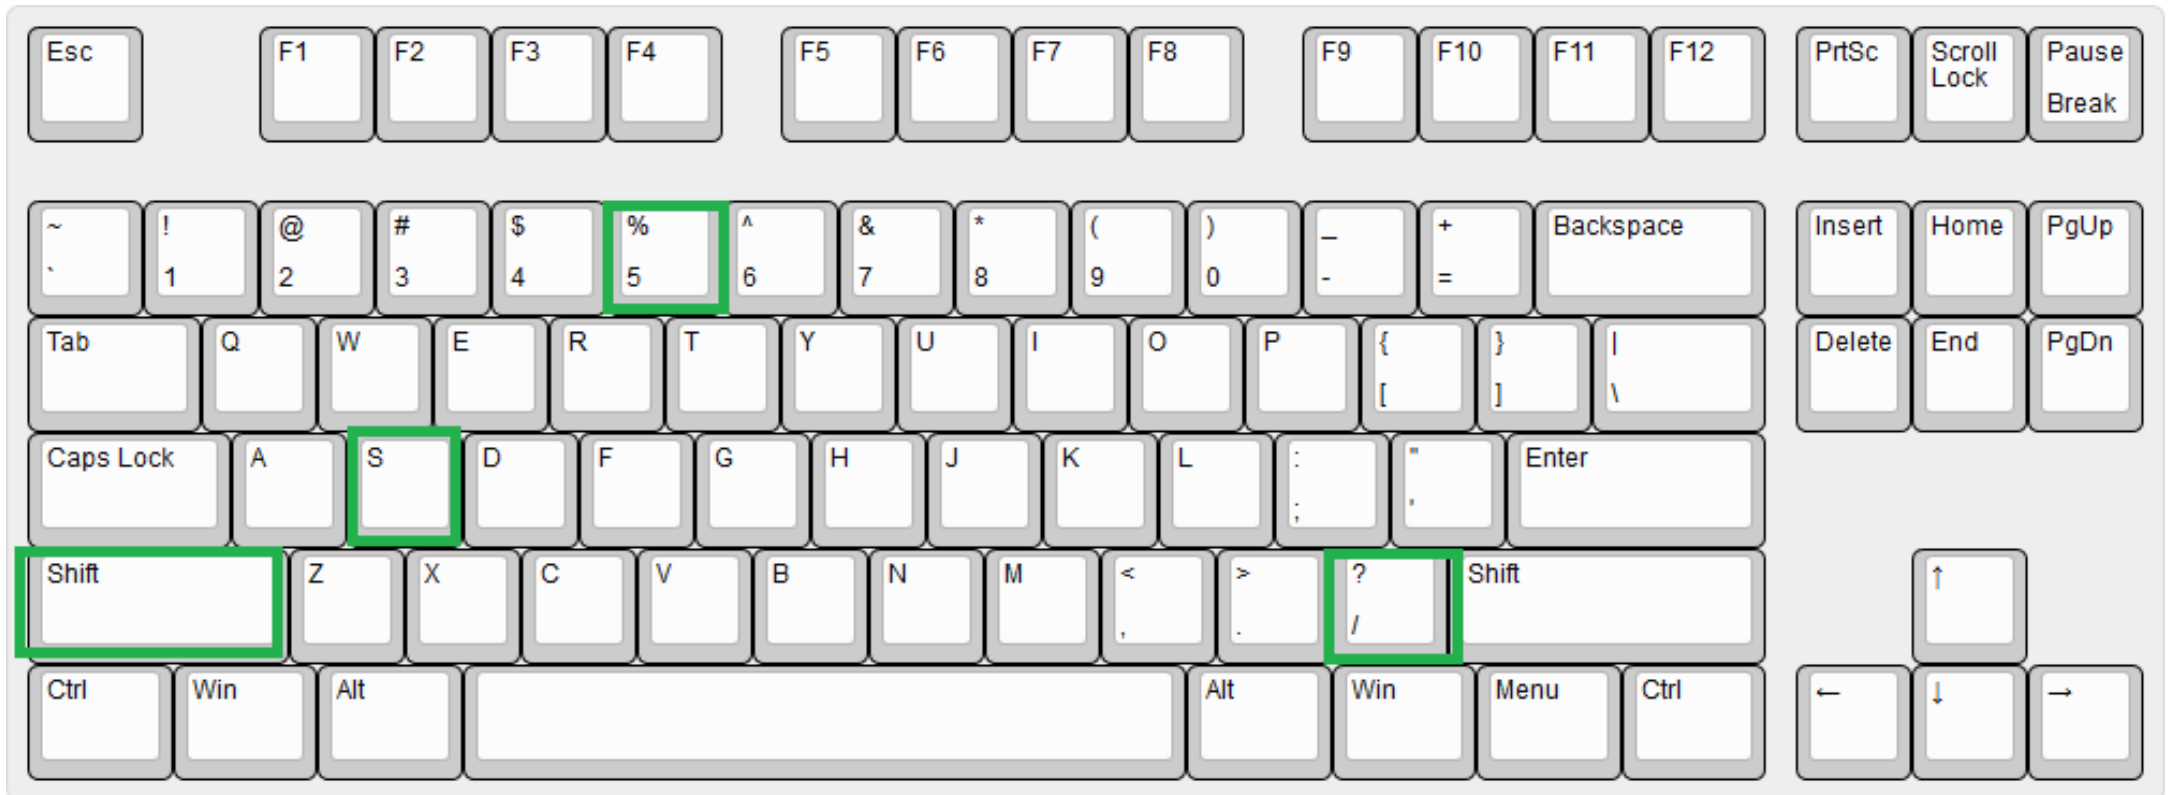 Esc F1 F2 F3 F4 F5 F6 F7 F8 F9 F10 F11 F12 PrtSc Scroll Lock Pause Break
~ ! @ # $ % ^ & * ( ) _ + Backspace Insert Home PgUp
` 1 2 3 4 5 6 7 8 9 0 - =
Tab Q W E R T Y U I O P { } | Delete End PgDn
[ ] \
Caps Lock A S D F G H J K L : " Enter
; '
Shift Z X C V B N M < > ? Shift ↑
, . /
Ctrl Win Alt Alt Win Menu Ctrl ← ↓ →